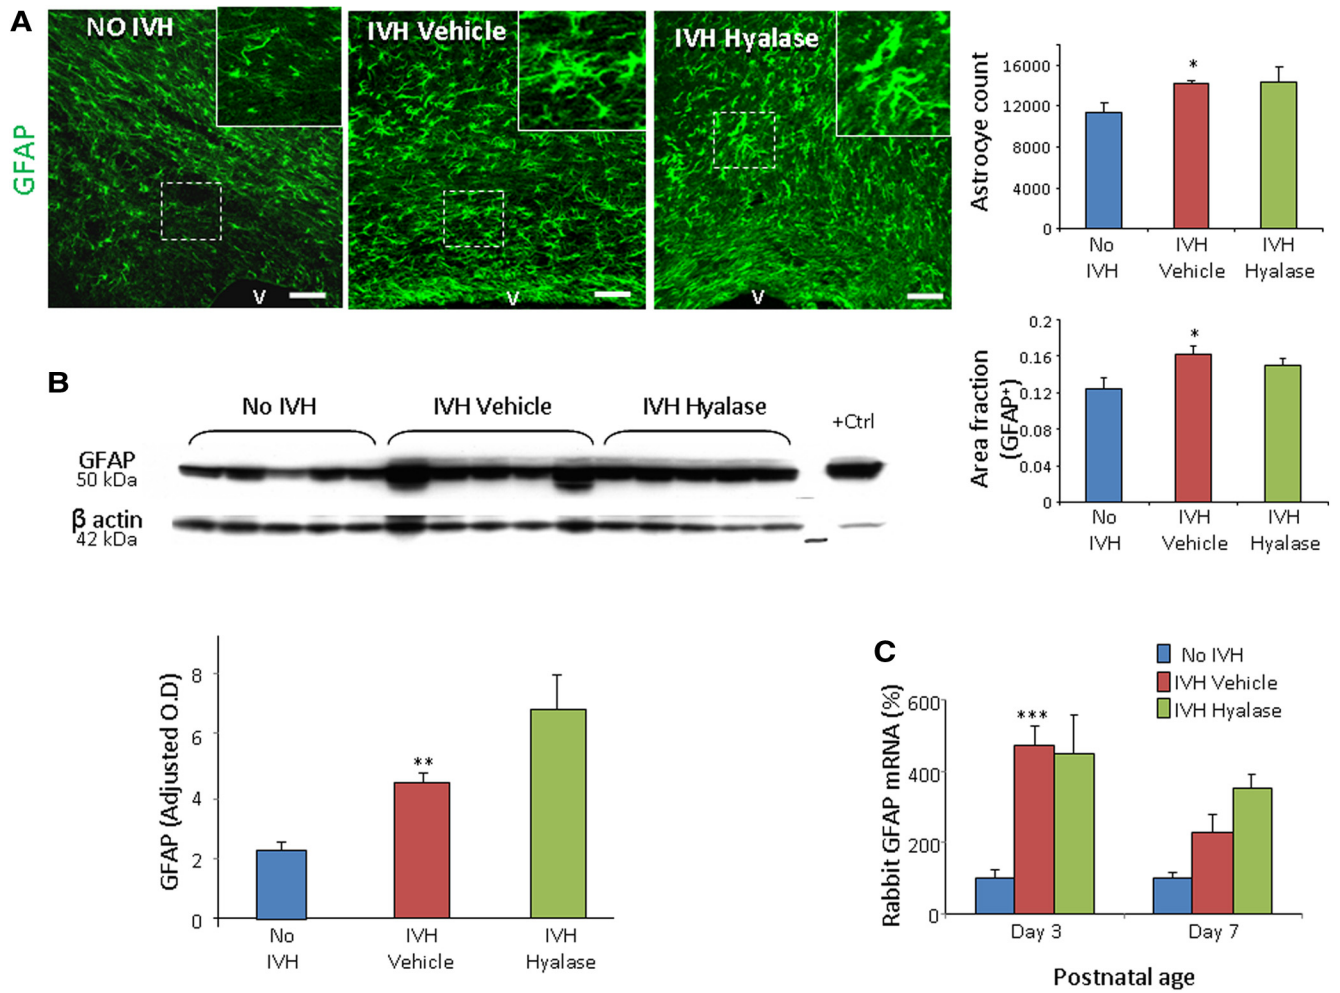 A
GFAP
NO IVH
V
IVH Vehicle
V
IVH Hyalase
V
Astrocye count
16000
12000
8000
4000
0
*
No
IVH
IVH
Vehicle
IVH
Hyalase
Area fraction
(GFAP+)
0.2
0.16
0.12
0.08
0.04
0
*
No
IVH
IVH
Vehicle
IVH
Hyalase
B
No IVH
IVH Vehicle
IVH Hyalase
+Ctrl
GFAP
50 kDa
β actin
42 kDa
GFAP (Adjusted O.D)
8
6
4
2
0
**
No
IVH
IVH
Vehicle
IVH
Hyalase
C
No IVH
IVH Vehicle
IVH Hyalase
Rabbit GFAP mRNA (%)
600
400
200
0
***
Day 3
Day 7
Postnatal age